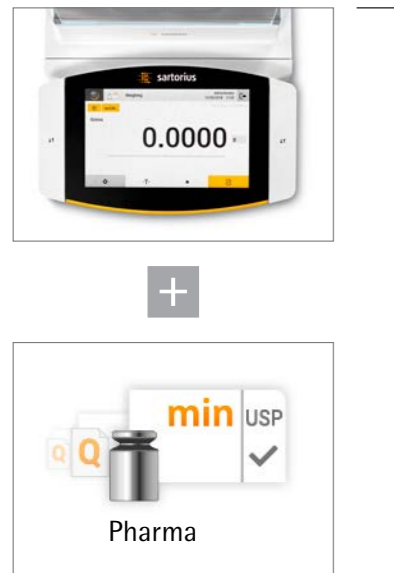 sartorius
Weighing
0.0000
+
min USP
Q Q
Pharma